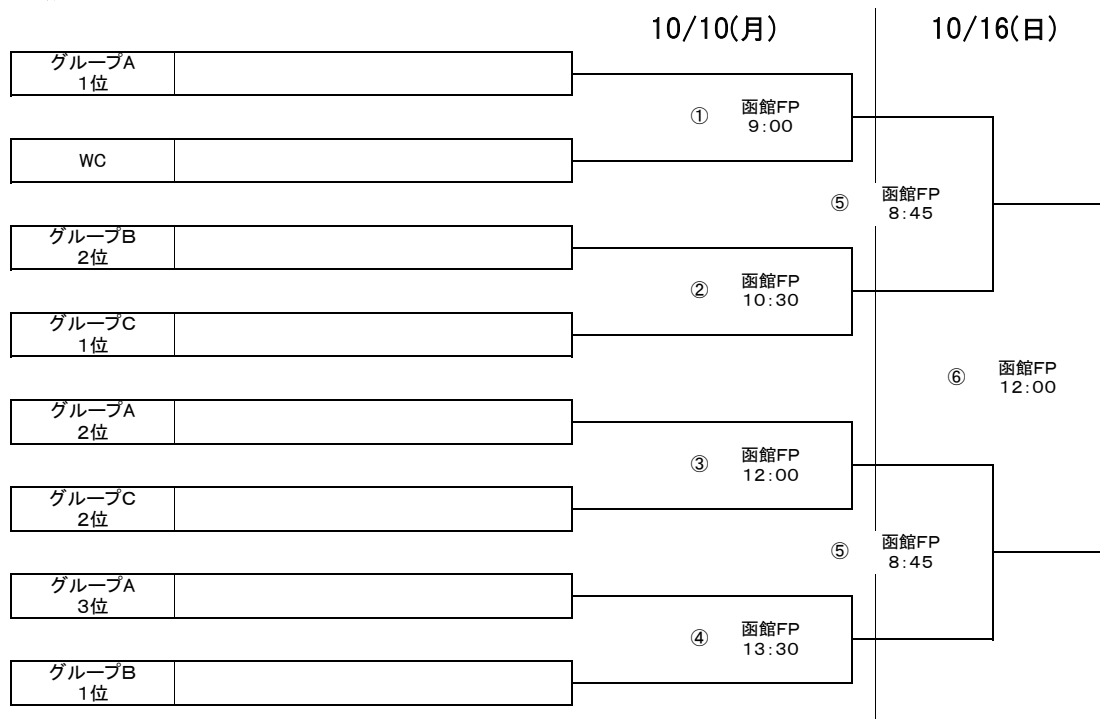 10/10(月)
10/16(日)
グループA
1位
① 函館FP
9:00
WC
⑤ 函館FP
8:45
グループB
2位
② 函館FP
10:30
グループC
1位
⑥ 函館FP
12:00
グループA
2位
③ 函館FP
12:00
グループC
2位
⑤ 函館FP
8:45
グループA
3位
④ 函館FP
13:30
グループB
1位